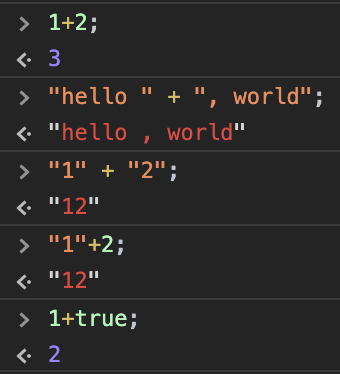 > 1+2;
< 3
> "hello " + ", world";
< "hello , world"
> "1" + "2";
< "12"
> "1"+2;
< "12"
> 1+true;
< 2